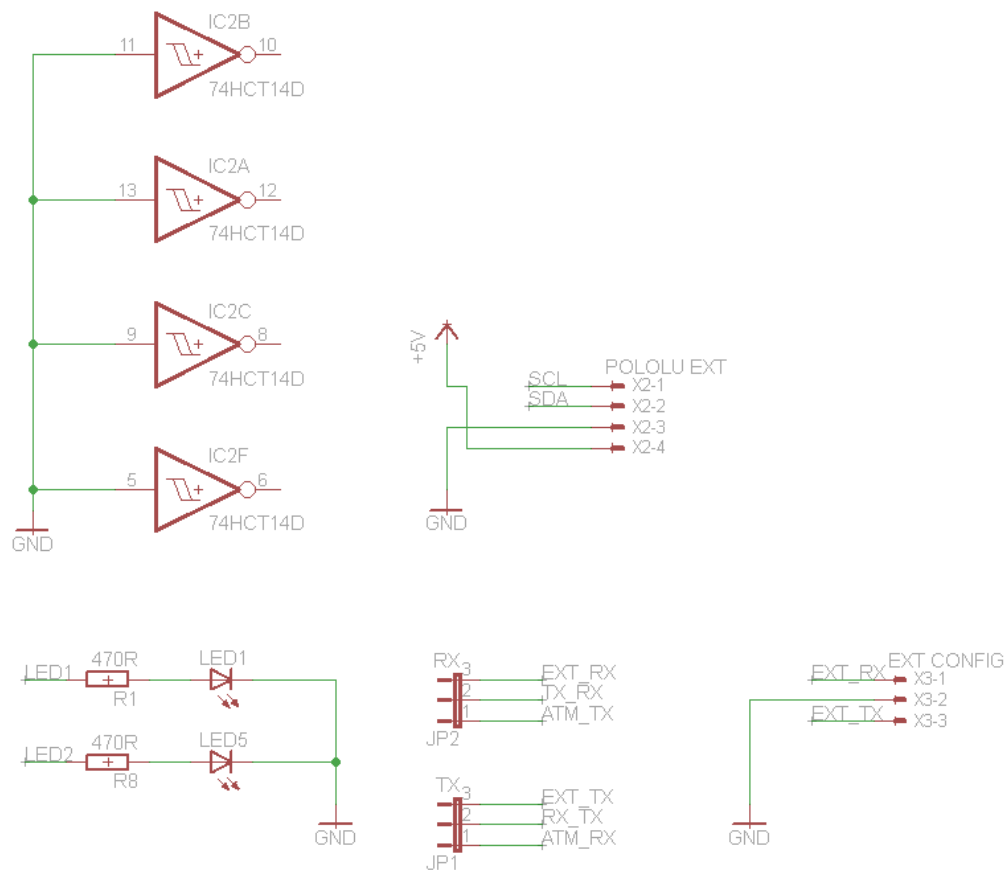 IC2B
11
10
74HCT14D
IC2A
13
12
74HCT14D
IC2C
9
8
74HCT14D
IC2F
5
6
74HCT14D
GND
+5V
POLOLU EXT
SCL
X2-1
SDA
X2-2
X2-3
X2-4
GND
LED1
470R
R1
LED1
LED2
470R
R8
LED5
GND
RX
3
EXT_RX
2
TX_RX
1
ATM_TX
JP2
TX
3
EXT_TX
2
RX_TX
1
ATM_RX
JP1
EXT CONFIG
EXT_RX
X3-1
X3-2
EXT_TX
X3-3
GND